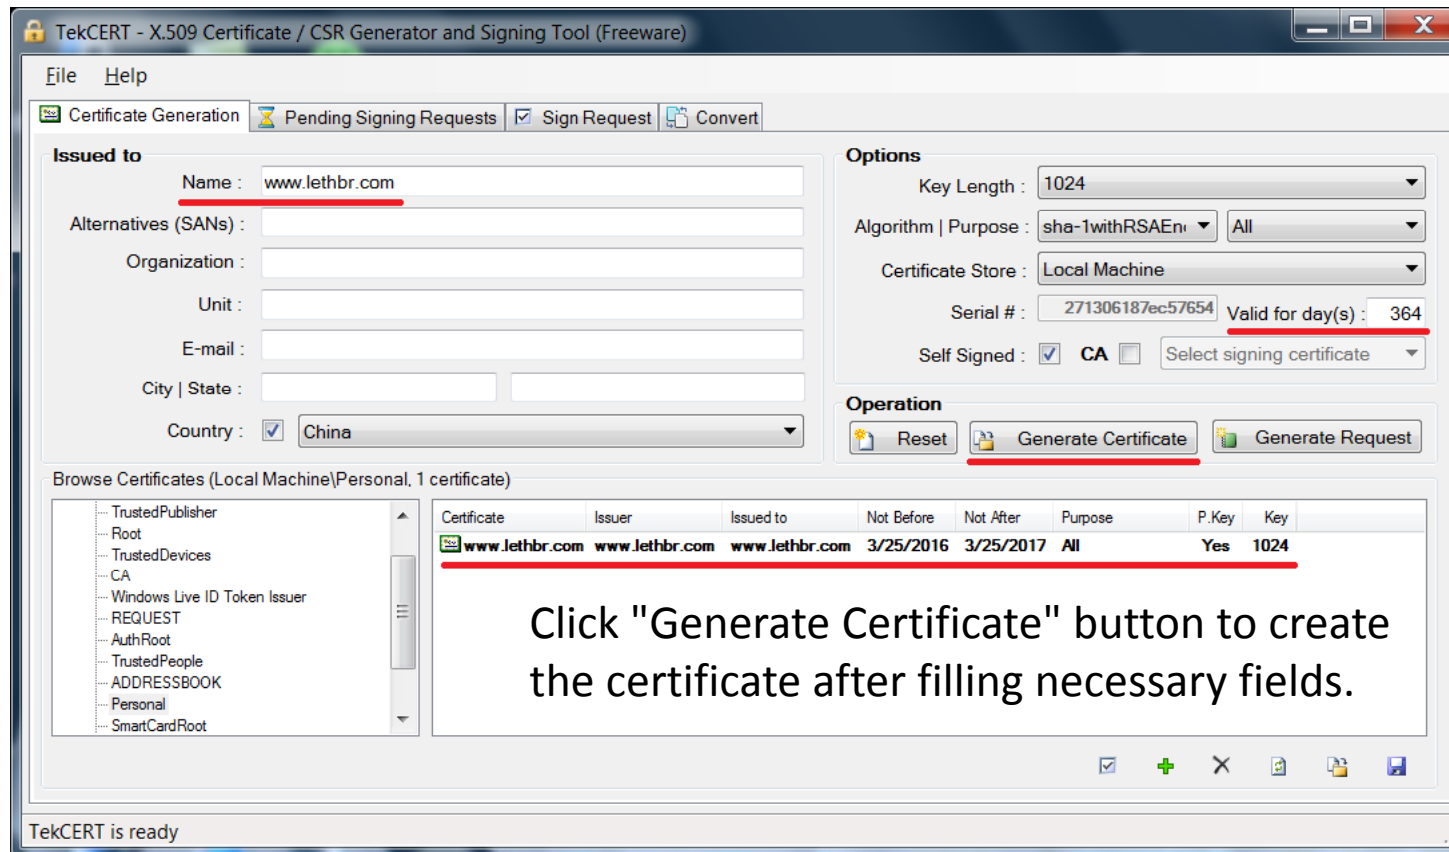 TekCERT - X.509 Certificate / CSR Generator and Signing Tool (Freeware)
File Help
Certificate Generation Pending Signing Requests Sign Request Convert
Issued to
Name : www.lethbr.com
Alternatives (SANs) :
Organization :
Unit :
E-mail :
City | State :
Country : China
Options
Key Length : 1024
Algorithm | Purpose : sha-1withRSAEn All
Certificate Store : Local Machine
Serial # : 271306187ec57654 Valid for day(s) : 364
Self Signed : CA Select signing certificate
Operation
Reset Generate Certificate Generate Request
Browse Certificates (Local Machine\Personal, 1 certificate)
TrustedPublisher
Root
TrustedDevices
CA
Windows Live ID Token Issuer
REQUEST
AuthRoot
TrustedPeople
ADDRESSBOOK
Personal
SmartCardRoot
Certificate Issuer Issued to Not Before Not After Purpose P.Key Key
www.lethbr.com www.lethbr.com www.lethbr.com 3/25/2016 3/25/2017 All Yes 1024
Click "Generate Certificate" button to create
the certificate after filling necessary fields.
TekCERT is ready